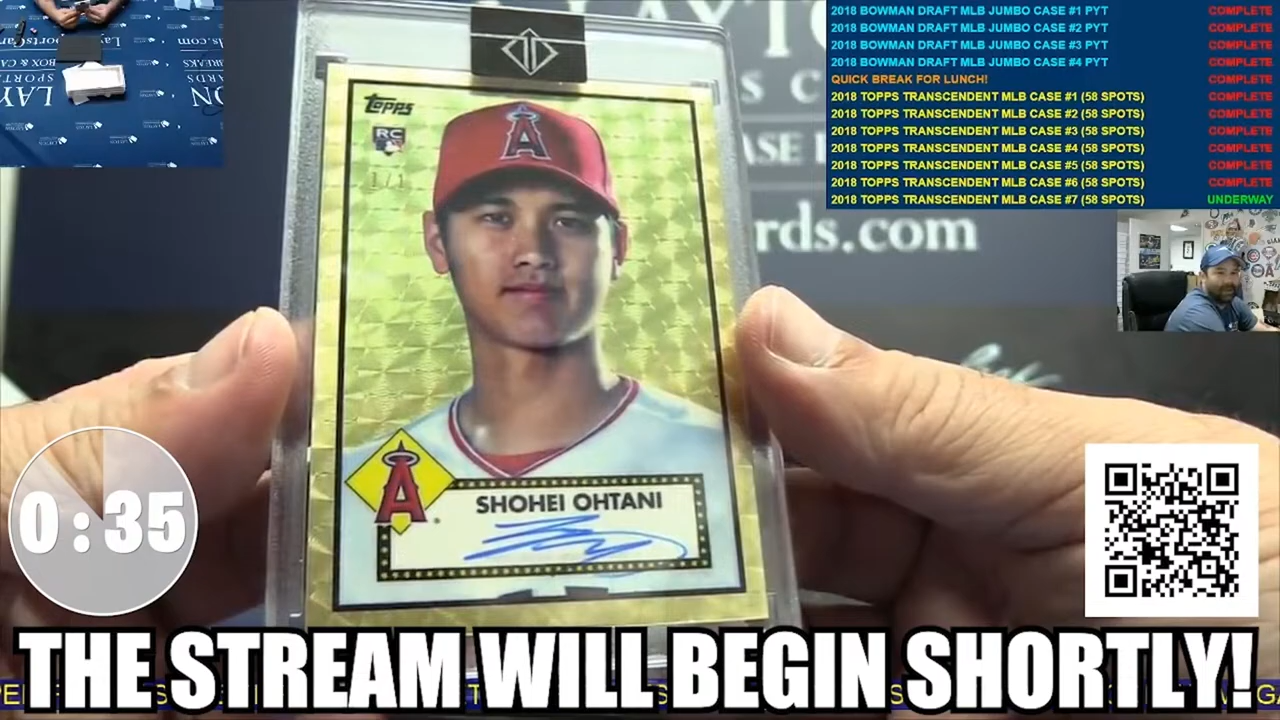 2018 BOWMAN DRAFT MLB JUMBO CASE #1 PYT COMPLETE
2018 BOWMAN DRAFT MLB JUMBO CASE #2 PYT COMPLETE
2018 BOWMAN DRAFT MLB JUMBO CASE #3 PYT COMPLETE
2018 BOWMAN DRAFT MLB JUMBO CASE #4 PYT COMPLETE
QUICK BREAK FOR LUNCH! COMPLETE
2018 TOPPS TRANSCENDENT MLB CASE #1 (58 SPOTS) COMPLETE
2018 TOPPS TRANSCENDENT MLB CASE #2 (58 SPOTS) COMPLETE
2018 TOPPS TRANSCENDENT MLB CASE #3 (58 SPOTS) COMPLETE
2018 TOPPS TRANSCENDENT MLB CASE #4 (58 SPOTS) COMPLETE
2018 TOPPS TRANSCENDENT MLB CASE #5 (58 SPOTS) COMPLETE
2018 TOPPS TRANSCENDENT MLB CASE #6 (58 SPOTS) COMPLETE
2018 TOPPS TRANSCENDENT MLB CASE #7 (58 SPOTS) UNDERWAY
Topps
RC
1/1
A
rds.com
A
SHOHEI OHTANI
0:35
THE STREAM WILL BEGIN SHORTLY!